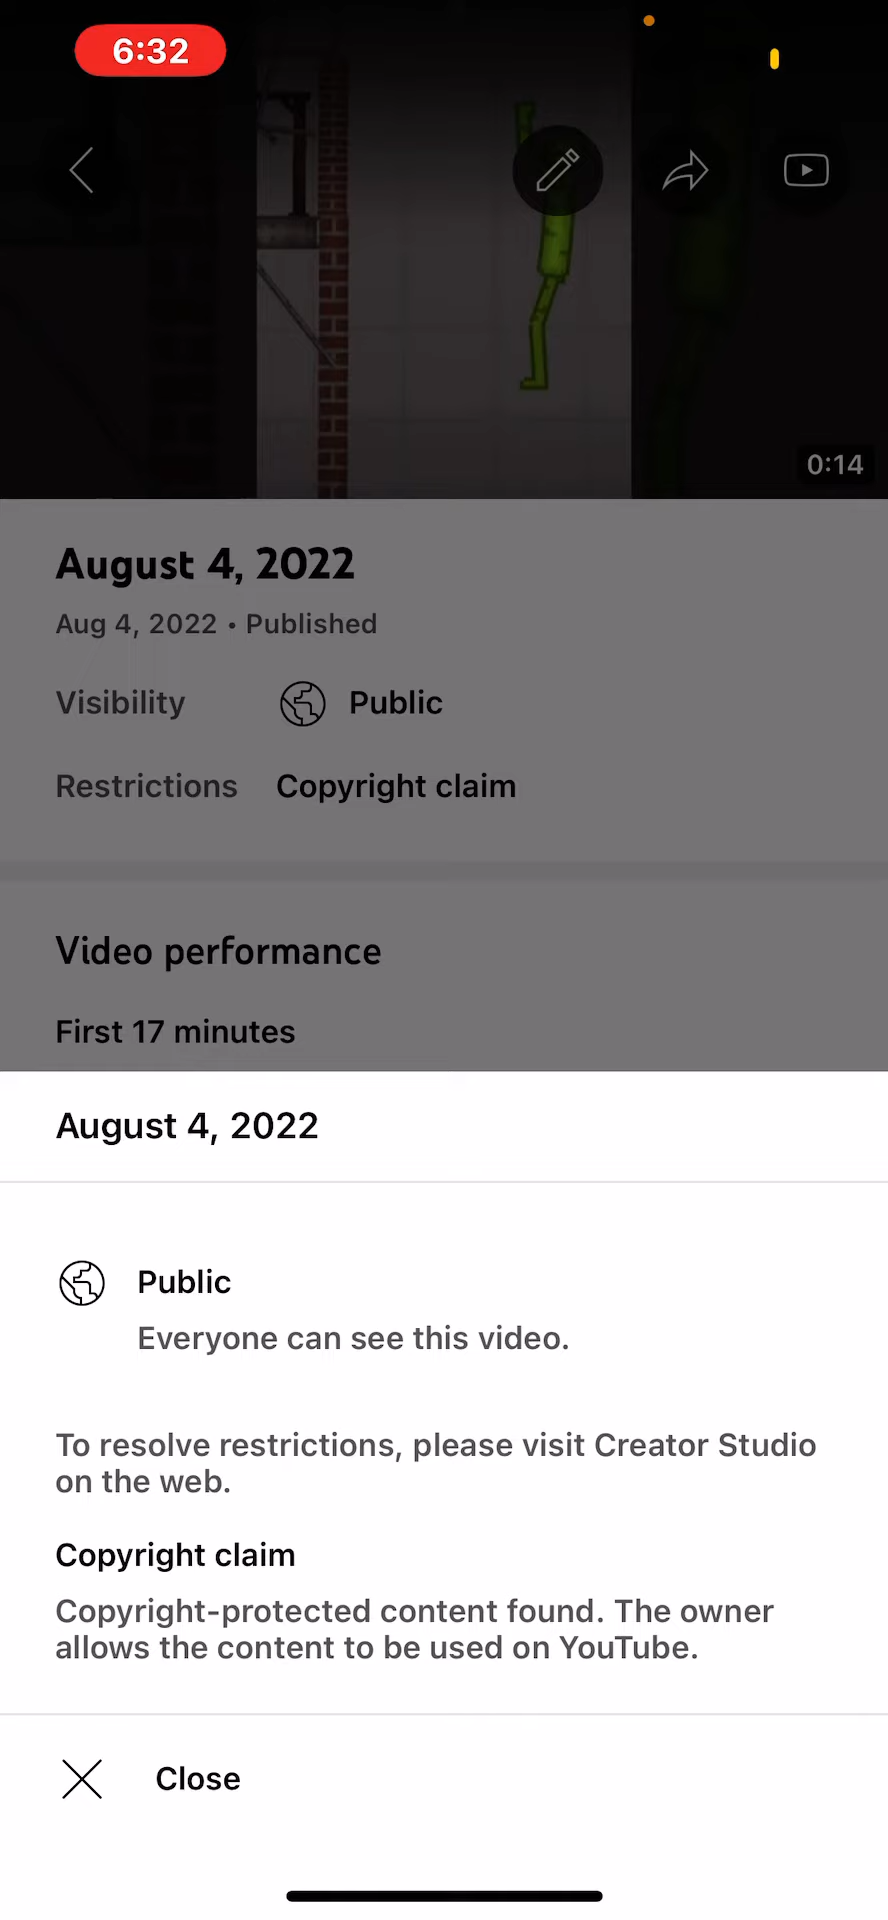 6:32
0:14
August 4, 2022
Aug 4, 2022 • Published
Visibility Public
Restrictions Copyright claim
Video performance
First 17 minutes
August 4, 2022
Public
Everyone can see this video.
To resolve restrictions, please visit Creator Studio
on the web.
Copyright claim
Copyright-protected content found. The owner
allows the content to be used on YouTube.
Close